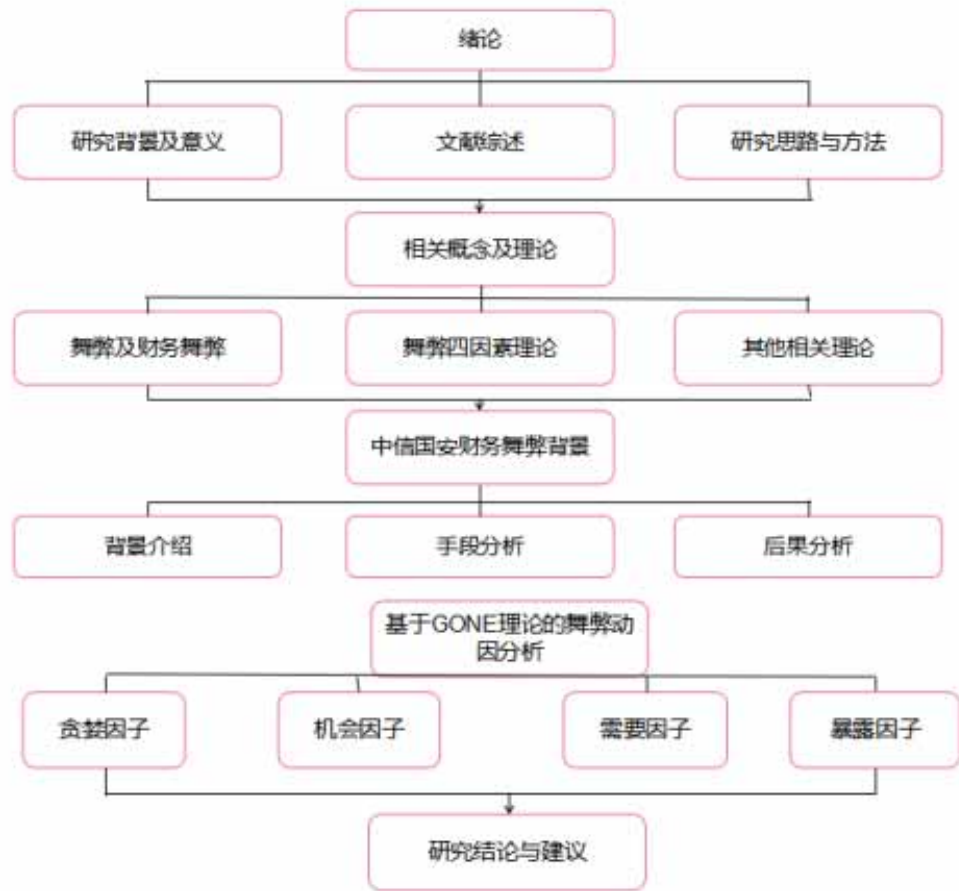 绪论
研究背景及意义
文献综述
研究思路与方法
相关概念及理论
舞弊及财务舞弊
舞弊四因素理论
其他相关理论
中信国安财务舞弊背景
背景介绍
手段分析
后果分析
基于GONE理论的舞弊动
因分析
贪婪因子
机会因子
需要因子
暴露因子
研究结论与建议